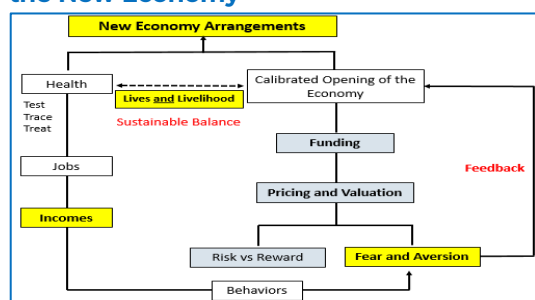 the New Economy
New Economy Arrangements
Health
Calibrated Opening of the
Economy
Lives and Livelihood
Test
Trace
Treat
Sustainable Balance
Funding
Jobs
Feedback
Pricing and Valuation
Incomes
Risk vs Reward
Fear and Aversion
Behaviors